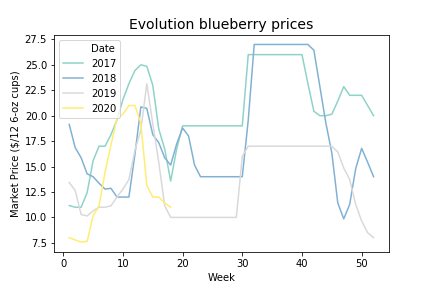 Evolution blueberry prices
Market Price ($/12 6-oz cups)
27.5
25.0
22.5
20.0
17.5
15.0
12.5
10.0
7.5
Date
2017
2018
2019
2020
0 10 20 30 40 50
Week